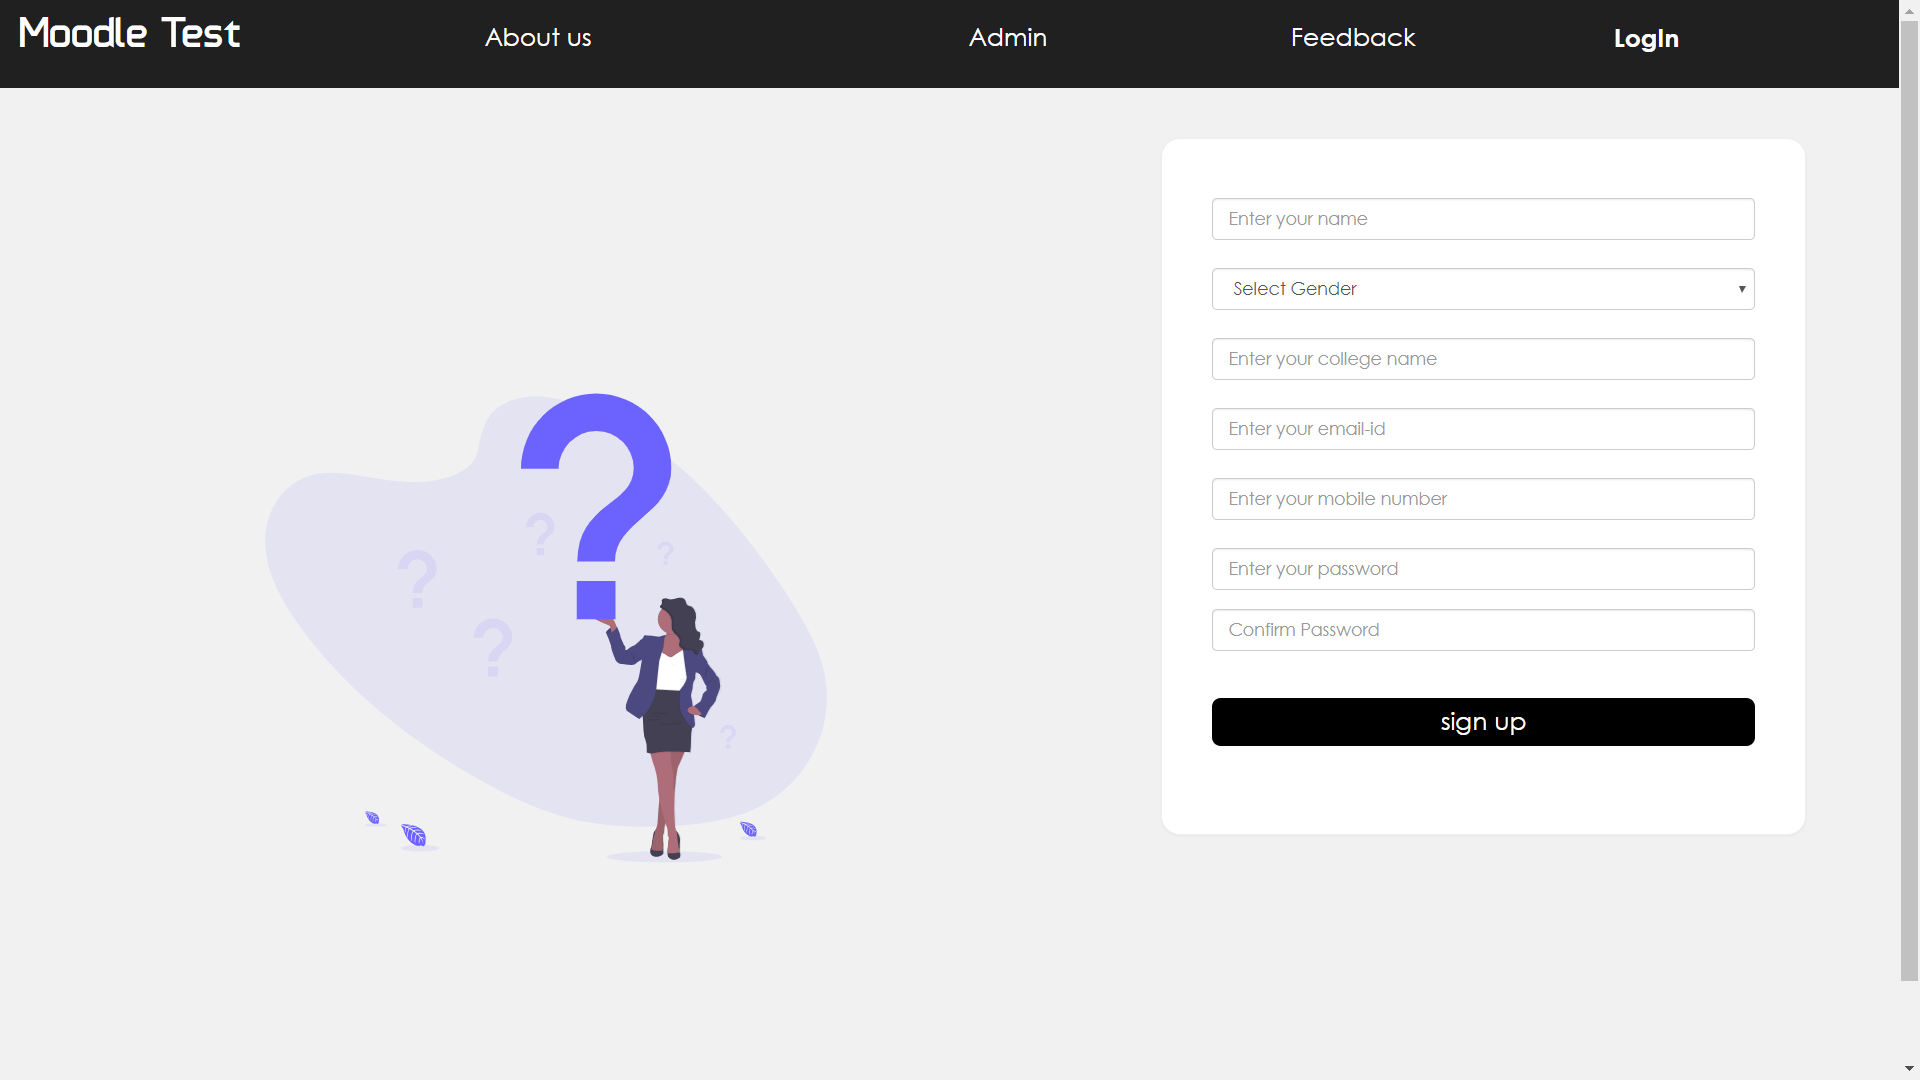 Moodle Test
About us
Admin
Feedback
LogIn
Enter your name
Select Gender
Enter your college name
Enter your email-id
Enter your mobile number
Enter your password
Confirm Password
sign up
?
?
?
?
?
?